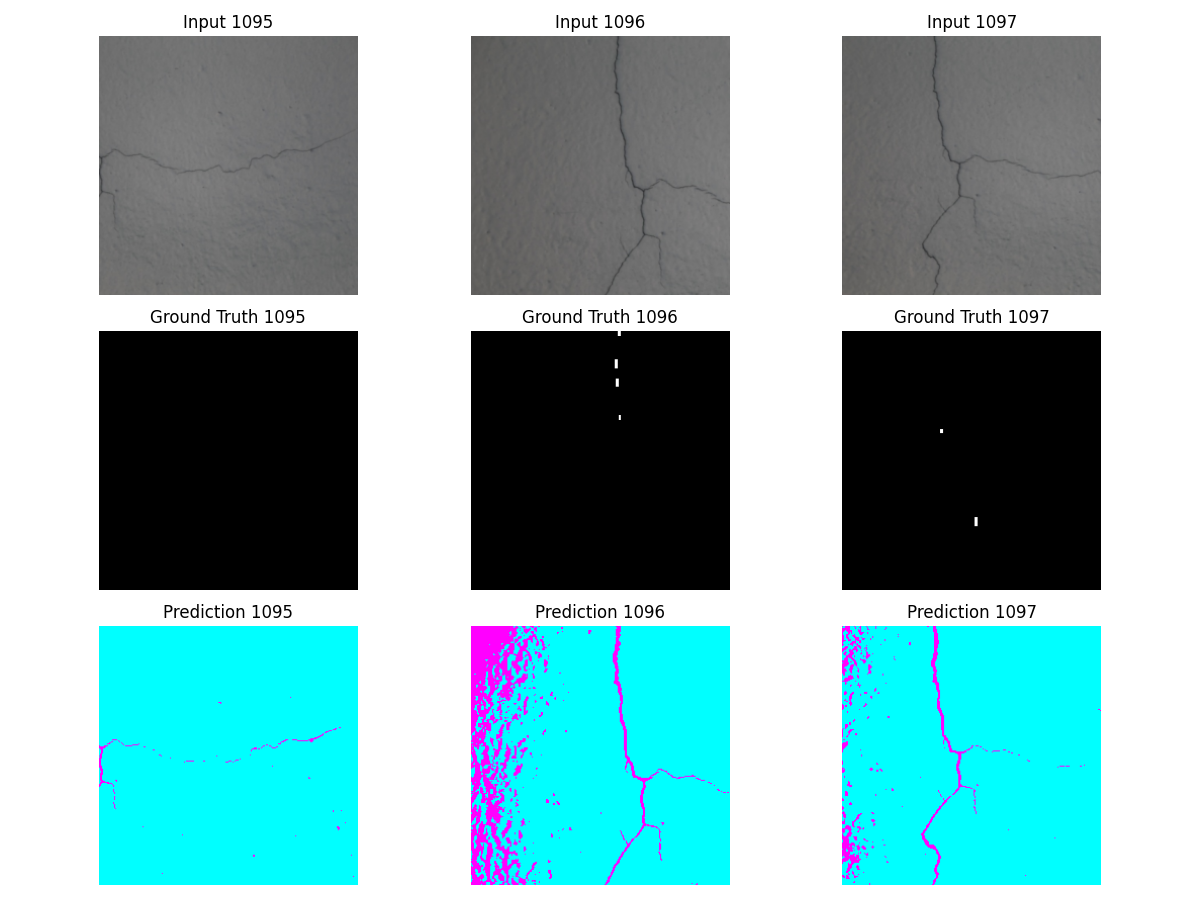 Input 1095
Input 1096
Input 1097
Ground Truth 1095
Ground Truth 1096
Ground Truth 1097
Prediction 1095
Prediction 1096
Prediction 1097